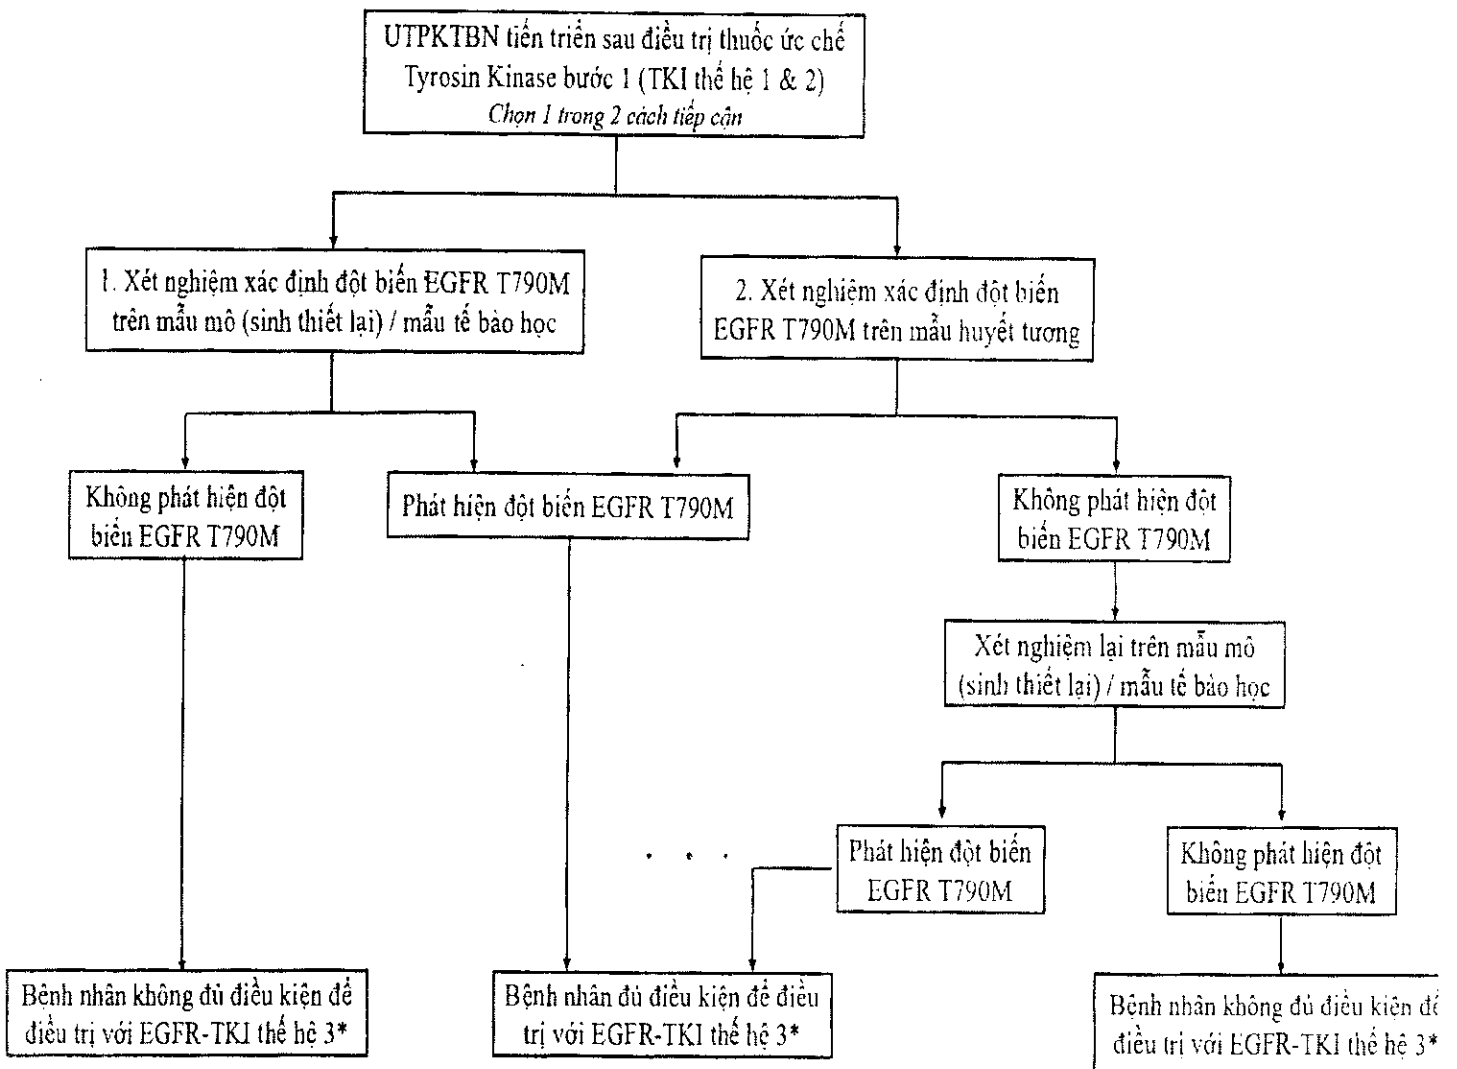 UTPKTBN tiến triển sau điều trị thuốc ức chế
Tyrosin Kinase bước 1 (TKI thế hệ 1 & 2)
Chọn 1 trong 2 cách tiếp cận
1. Xét nghiệm xác định đột biến EGFR T790M
trên mẫu mô (sinh thiết lại) / mẫu tế bào học
2. Xét nghiệm xác định đột biến
EGFR T790M trên mẫu huyết tương
Không phát hiện đột
biến EGFR T790M
Phát hiện đột biến EGFR T790M
Không phát hiện đột
biến EGFR T790M
Xét nghiệm lại trên mẫu mô
(sinh thiết lại) / mẫu tế bào học
Phát hiện đột biến
EGFR T790M
Không phát hiện đột
biến EGFR T790M
Bệnh nhân không đủ điều kiện để
điều trị với EGFR-TKI thế hệ 3*
Bệnh nhân đủ điều kiện để điều
trị với EGFR-TKI thế hệ 3*
Bệnh nhân không đủ điều kiện để
điều trị với EGFR-TKI thế hệ 3*